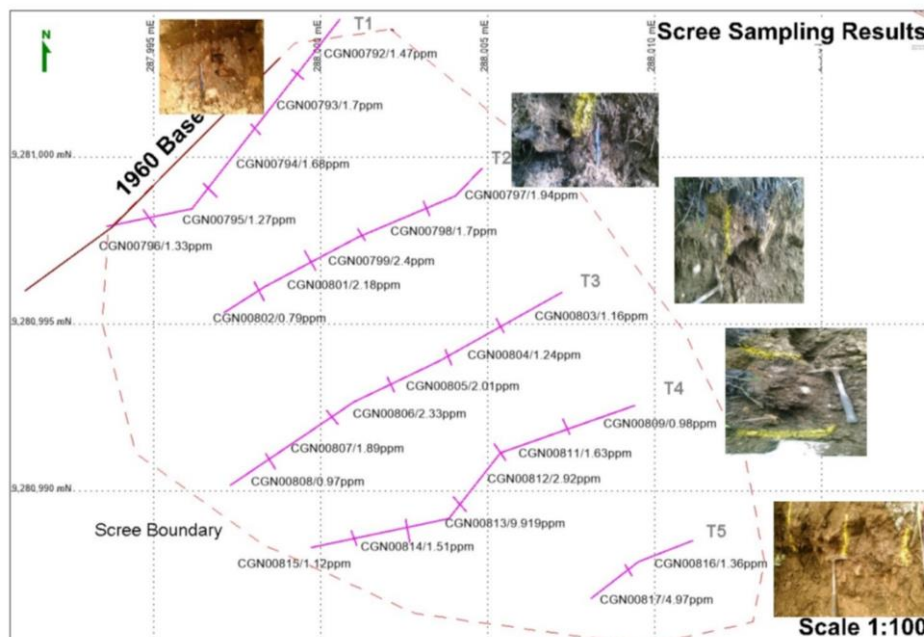 Scree Sampling Results
N
287,995 mE
288,005 mE
288,010 mE
T1
CGN00792/1.47ppm
CGN00793/1.7ppm
CGN00794/1.68ppm
CGN00795/1.27ppm
CGN00796/1.33ppm
1960 Base
9,281,000 mN
T2
CGN00797/1.94ppm
CGN00798/1.7ppm
CGN00799/2.4ppm
CGN00801/2.18ppm
CGN00802/0.79ppm
9,280,995 mN
T3
CGN00803/1.16ppm
CGN00804/1.24ppm
CGN00805/2.01ppm
CGN00806/2.33ppm
CGN00807/1.89ppm
CGN00808/0.97ppm
T4
CGN00809/0.98ppm
CGN00811/1.63ppm
CGN00812/2.92ppm
CGN00813/9.919ppm
CGN00814/1.51ppm
CGN00815/1.12ppm
9,280,990 mN
Scree Boundary
T5
CGN00816/1.36ppm
CGN00817/4.97ppm
Scale 1:100